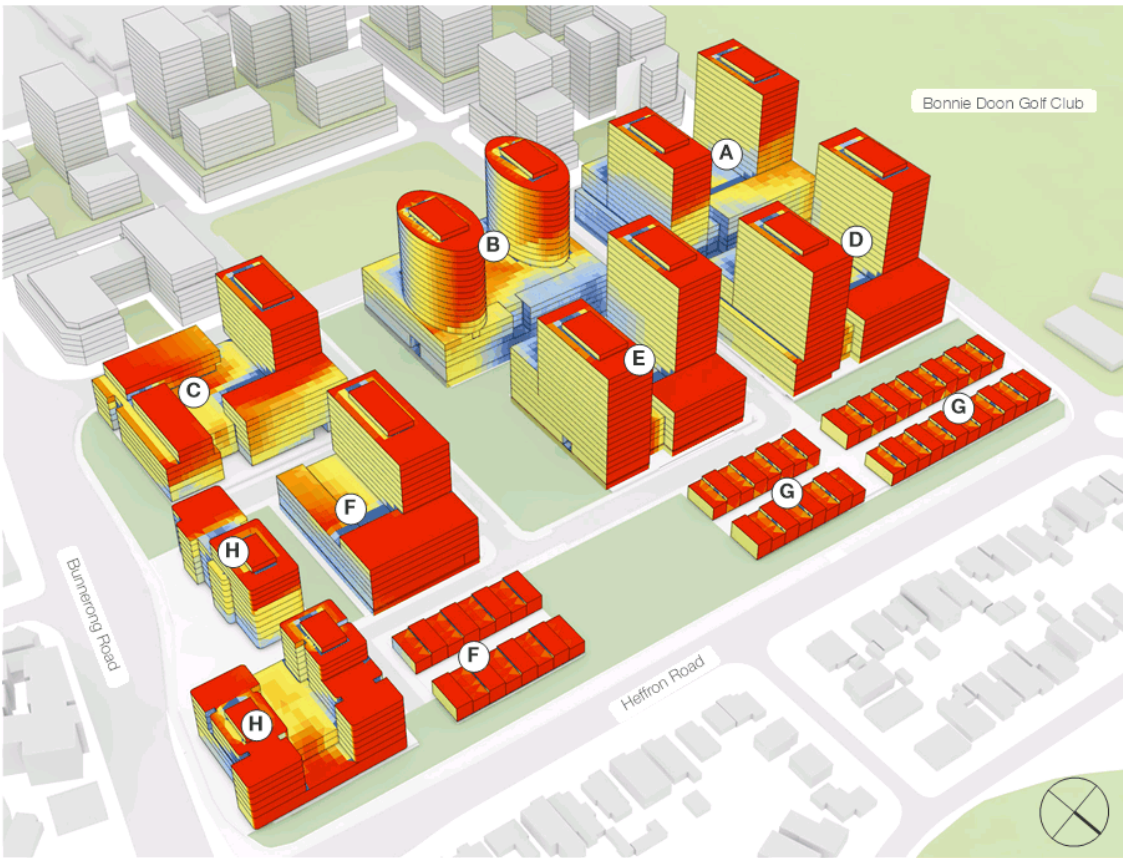 Bonnie Doon Golf Club
A
B
D
E
C
G
G
F
H
Bunnerong Road
F
Heffron Road
H